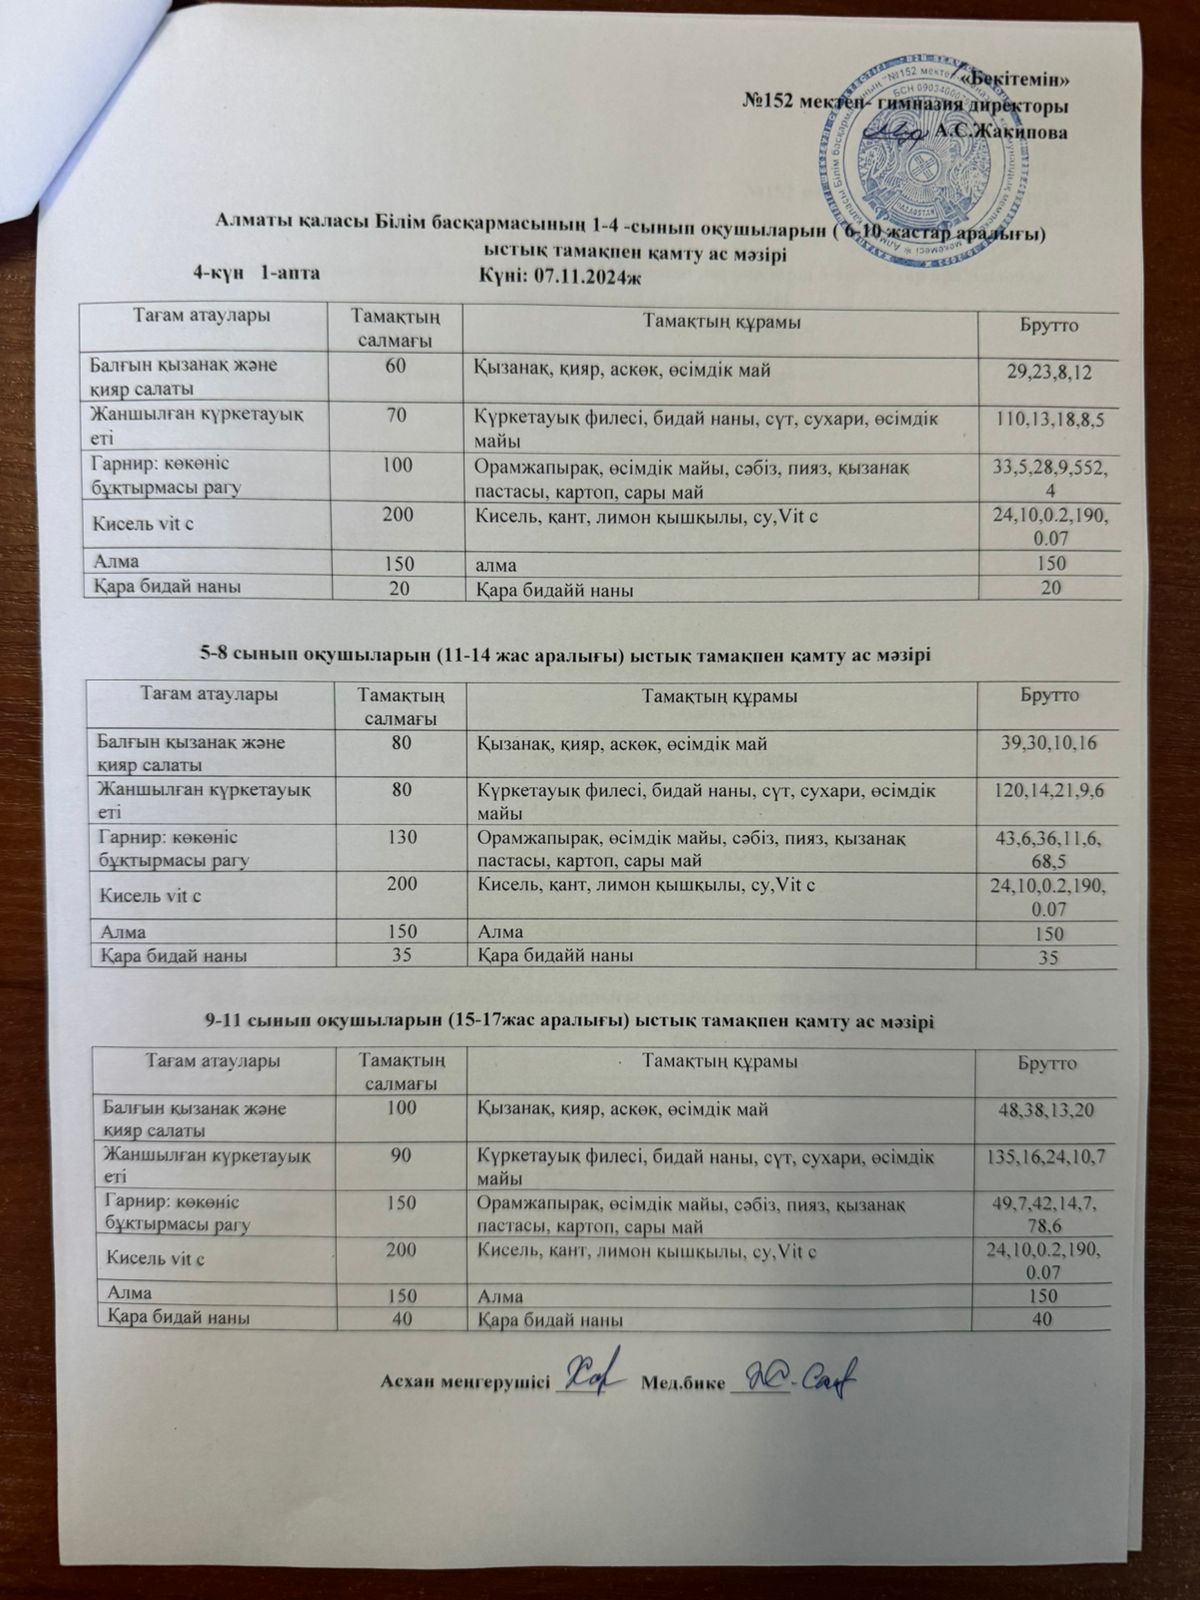 «Бекітемін»
№152 мектеп- гимназия директоры
А.С.Жакипова
Алматы қаласы Білім басқармасының 1-4 -сынып оқушыларын ( 6-10 жастар аралығы)
ыстық тамақпен қамту ас мәзірі
4-күн 1-апта Күні: 07.11.2024ж
Тағам атаулары Тамақтың салмағы Тамақтың құрамы Брутто
Балғын қызанақ және қияр салаты 60 Қызанақ, қияр, аскөк, өсімдік май 29,23,8,12
Жаншылған күркетауық еті 70 Күркетауық филесі, бидай наны, сүт, сухари, өсімдік майы 110,13,18,8,5
Гарнир: көкөніс бұктырмасы рагу 100 Орамжапырақ, өсімдік майы, сәбіз, пияз, қызанақ пастасы, картоп, сары май 33,5,28,9,552,4
Кисель vit c 200 Кисель, қант, лимон қышқылы, су,Vit c 24,10,0.2,190,0.07
Алма 150 алма 150
Қара бидай наны 20 Қара бидайй наны 20
5-8 сынып оқушыларын (11-14 жас аралығы) ыстық тамақпен қамту ас мәзірі
Тағам атаулары Тамақтың салмағы Тамақтың құрамы Брутто
Балғын қызанақ және қияр салаты 80 Қызанақ, қияр, аскөк, өсімдік май 39,30,10,16
Жаншылған күркетауық еті 80 Күркетауық филесі, бидай наны, сүт, сухари, өсімдік майы 120,14,21,9,6
Гарнир: көкөніс бұктырмасы рагу 130 Орамжапырақ, өсімдік майы, сәбіз, пияз, қызанақ пастасы, картоп, сары май 43,6,36,11,6,68,5
Кисель vit c 200 Кисель, қант, лимон қышқылы, су,Vit c 24,10,0.2,190,0.07
Алма 150 Алма 150
Қара бидай наны 35 Қара бидайй наны 35
9-11 сынып оқушыларын (15-17жас аралығы) ыстық тамақпен қамту ас мәзірі
Тағам атаулары Тамақтың салмағы Тамақтың құрамы Брутто
Балғын қызанақ және қияр салаты 100 Қызанақ, қияр, аскөк, өсімдік май 48,38,13,20
Жаншылған күркетауық еті 90 Күркетауық филесі, бидай наны, сүт, сухари, өсімдік майы 135,16,24,10,7
Гарнир: көкөніс бұктырмасы рагу 150 Орамжапырақ, өсімдік майы, сәбіз, пияз, қызанақ пастасы, картоп, сары май 49,7,42,14,7,78,6
Кисель vit c 200 Кисель, қант, лимон қышқылы, су,Vit c 24,10,0.2,190,0.07
Алма 150 Алма 150
Қара бидай наны 40 Қара бидай наны 40
Асхан меңгерушісі Мед.бике